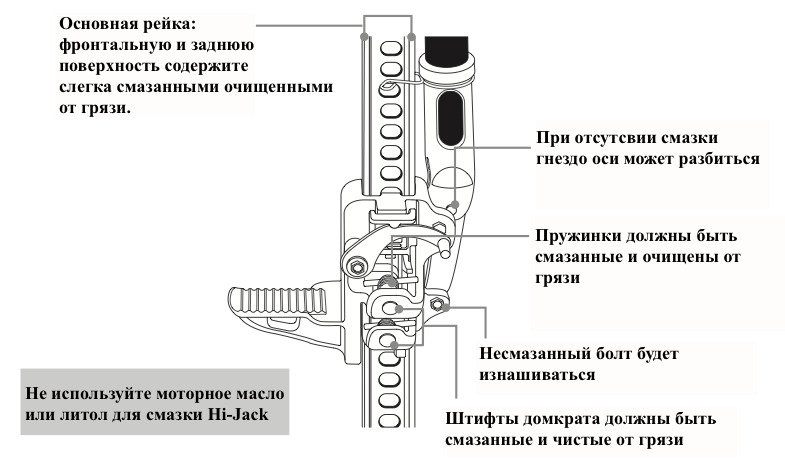 Основная рейка:
фронтальную и заднюю
поверхность содержите
слегка смазанными очищенными
от грязи.
При отсутсвии смазки
гнездо оси может разбиться
Пружинки должны быть
смазанные и очищены от
грязи
Несмазанный болт будет
изнашиваться
Не используйте моторное масло
или литол для смазки Hi-Jack
Штифты домкрата должны быть
смазанные и чистые от грязи